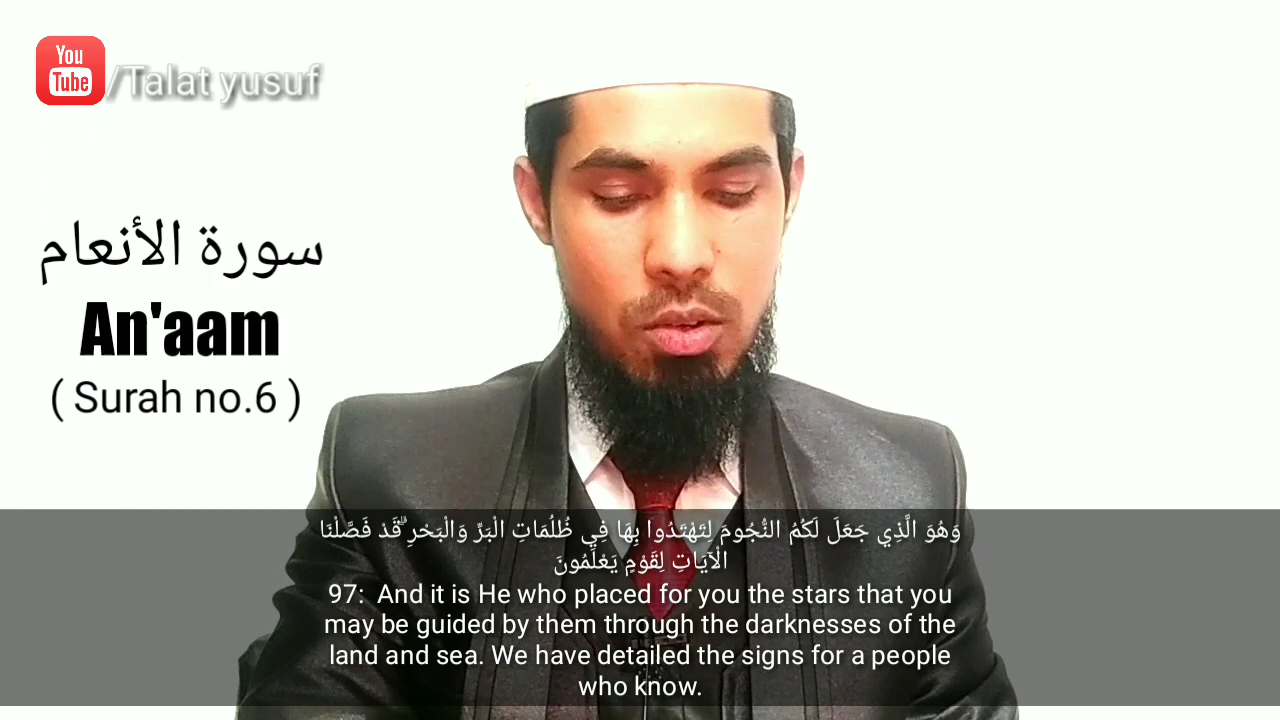 You
Tube
/Talat yusuf
سورة الأنعام
An'aam
( Surah no.6 )
وَهُوَ الَّذِي جَعَلَ لَكُمُ النُّجُومَ لِتَهْتَدُوا بِهَا فِي ظُلُمَاتِ الْبَرِّ وَالْبَحْرِ ۗ قَدْ فَصَّلْنَا
الْآيَاتِ لِقَوْمٍ يَعْلَمُونَ
97:  And it is He who placed for you the stars that you
may be guided by them through the darknesses of the
land and sea. We have detailed the signs for a people
who know.